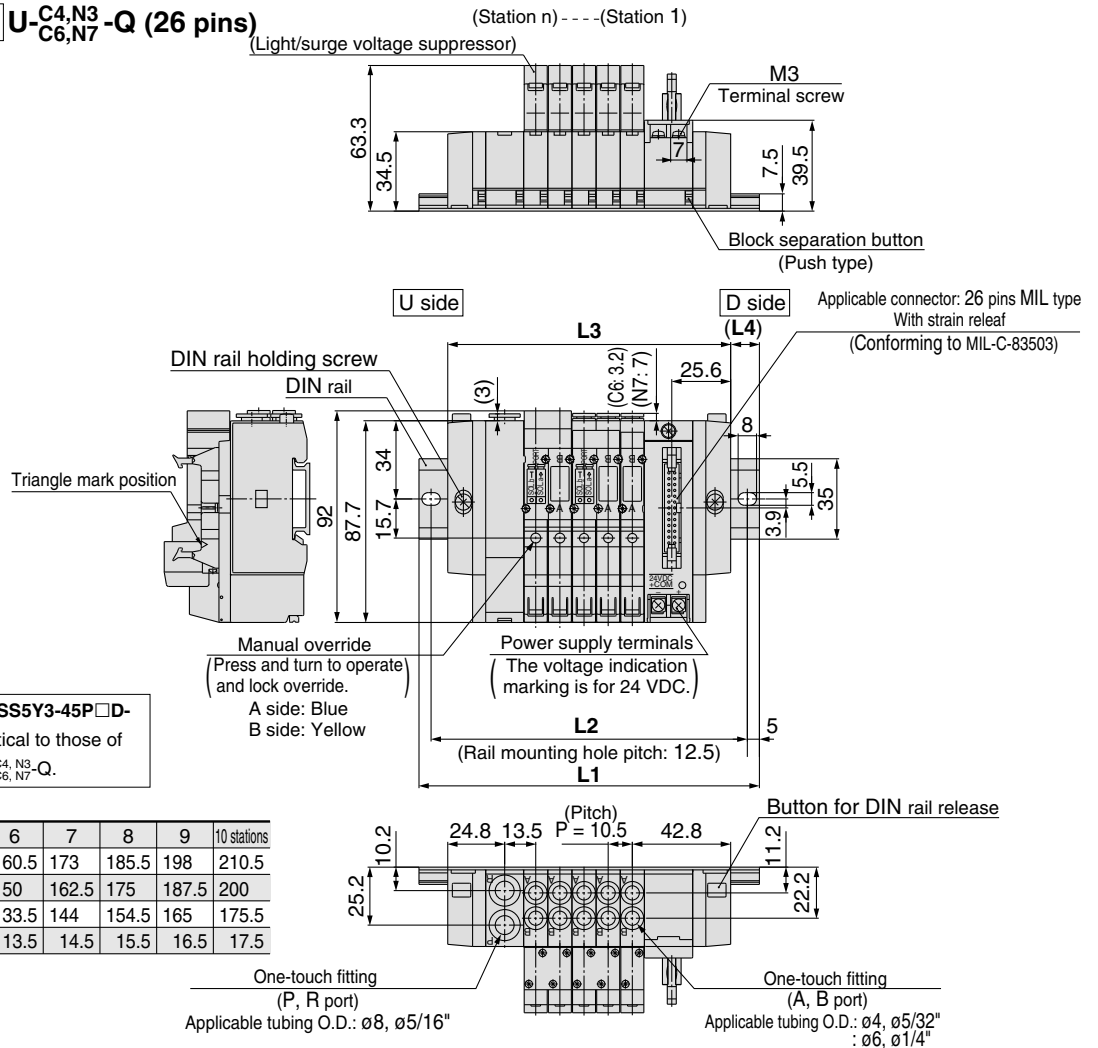 U-C4,N3 C6,N7-Q (26 pins)
(Station n) - - - - (Station 1)
(Light/surge voltage suppressor)
M3
Terminal screw
63.3
34.5
7
7.5
39.5
Block separation button
(Push type)
U side
D side
Applicable connector: 26 pins MIL type
With strain releaf
(Conforming to MIL-C-83503)
L3
(L4)
DIN rail holding screw
DIN rail
(3)
(C6: 3.2)
(N7: 7)
25.6
8
Triangle mark position
92
87.7
34
15.7
5.5
3.9
35
24VDC
+COM
- +
Manual override
(Press and turn to operate
and lock override.)
A side: Blue
B side: Yellow
Power supply terminals
(The voltage indication
marking is for 24 VDC.)
SS5Y3-45P□D-
tical to those of
C4, N3 C6, N7-Q.
L2
5
(Rail mounting hole pitch: 12.5)
L1
6 7 8 9 10 stations
60.5 173 185.5 198 210.5
50 162.5 175 187.5 200
33.5 144 154.5 165 175.5
13.5 14.5 15.5 16.5 17.5
(Pitch)
24.8 13.5 P = 10.5 42.8
Button for DIN rail release
10.2
25.2
11.2
22.2
One-touch fitting
(P, R port)
Applicable tubing O.D.: ø8, ø5/16"
One-touch fitting
(A, B port)
Applicable tubing O.D.: ø4, ø5/32"
: ø6, ø1/4"